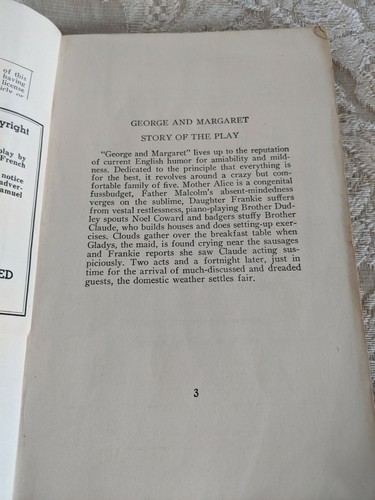 of this
having
license
yright
play by
French
notice
adver-
amuel
ED
GEORGE AND MARGARET
STORY OF THE PLAY
"George and Margaret" lives up to the reputation
of current English humor for amiability and mild-
ness. Dedicated to the principle that everything is
for the best, it revolves around a crazy but com-
fortable family of five. Mother Alice is a congenital
fussbudget, Father Malcolm's absent-mindedness
verges on the sublime, Daughter Frankie suffers
from vestal restlessness, piano-playing Brother Dud-
ley spouts Noel Coward and badgers stuffy Brother
Claude, who builds houses and does setting-up exer-
cises. Clouds gather over the breakfast table when
Gladys, the maid, is found crying near the sausages
and Frankie reports she saw Claude acting sus-
piciously. Two acts and a fortnight later, just in
time for the arrival of much-discussed and dreaded
guests, the domestic weather settles fair.
3